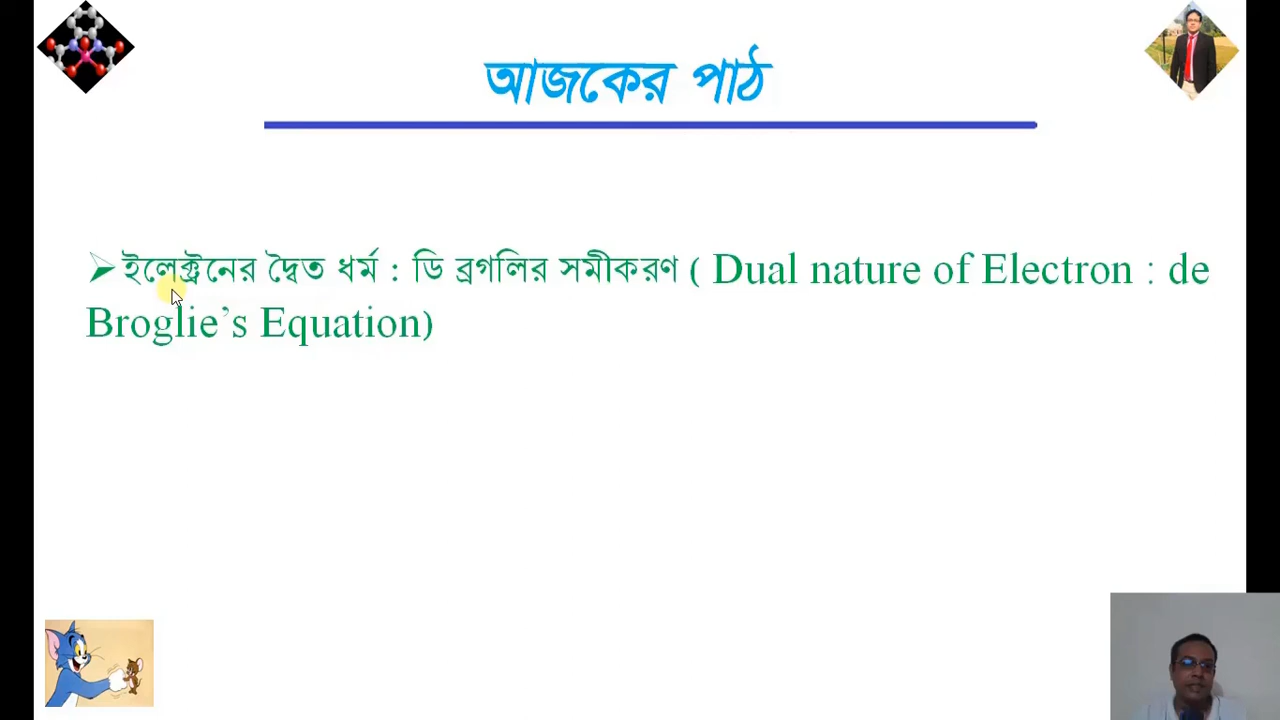 আজকের পাঠ
➢ইলেক্ট্রনের দ্বৈত ধর্ম : ডি ব্রগলির সমীকরণ ( Dual nature of Electron : de
Broglie’s Equation)